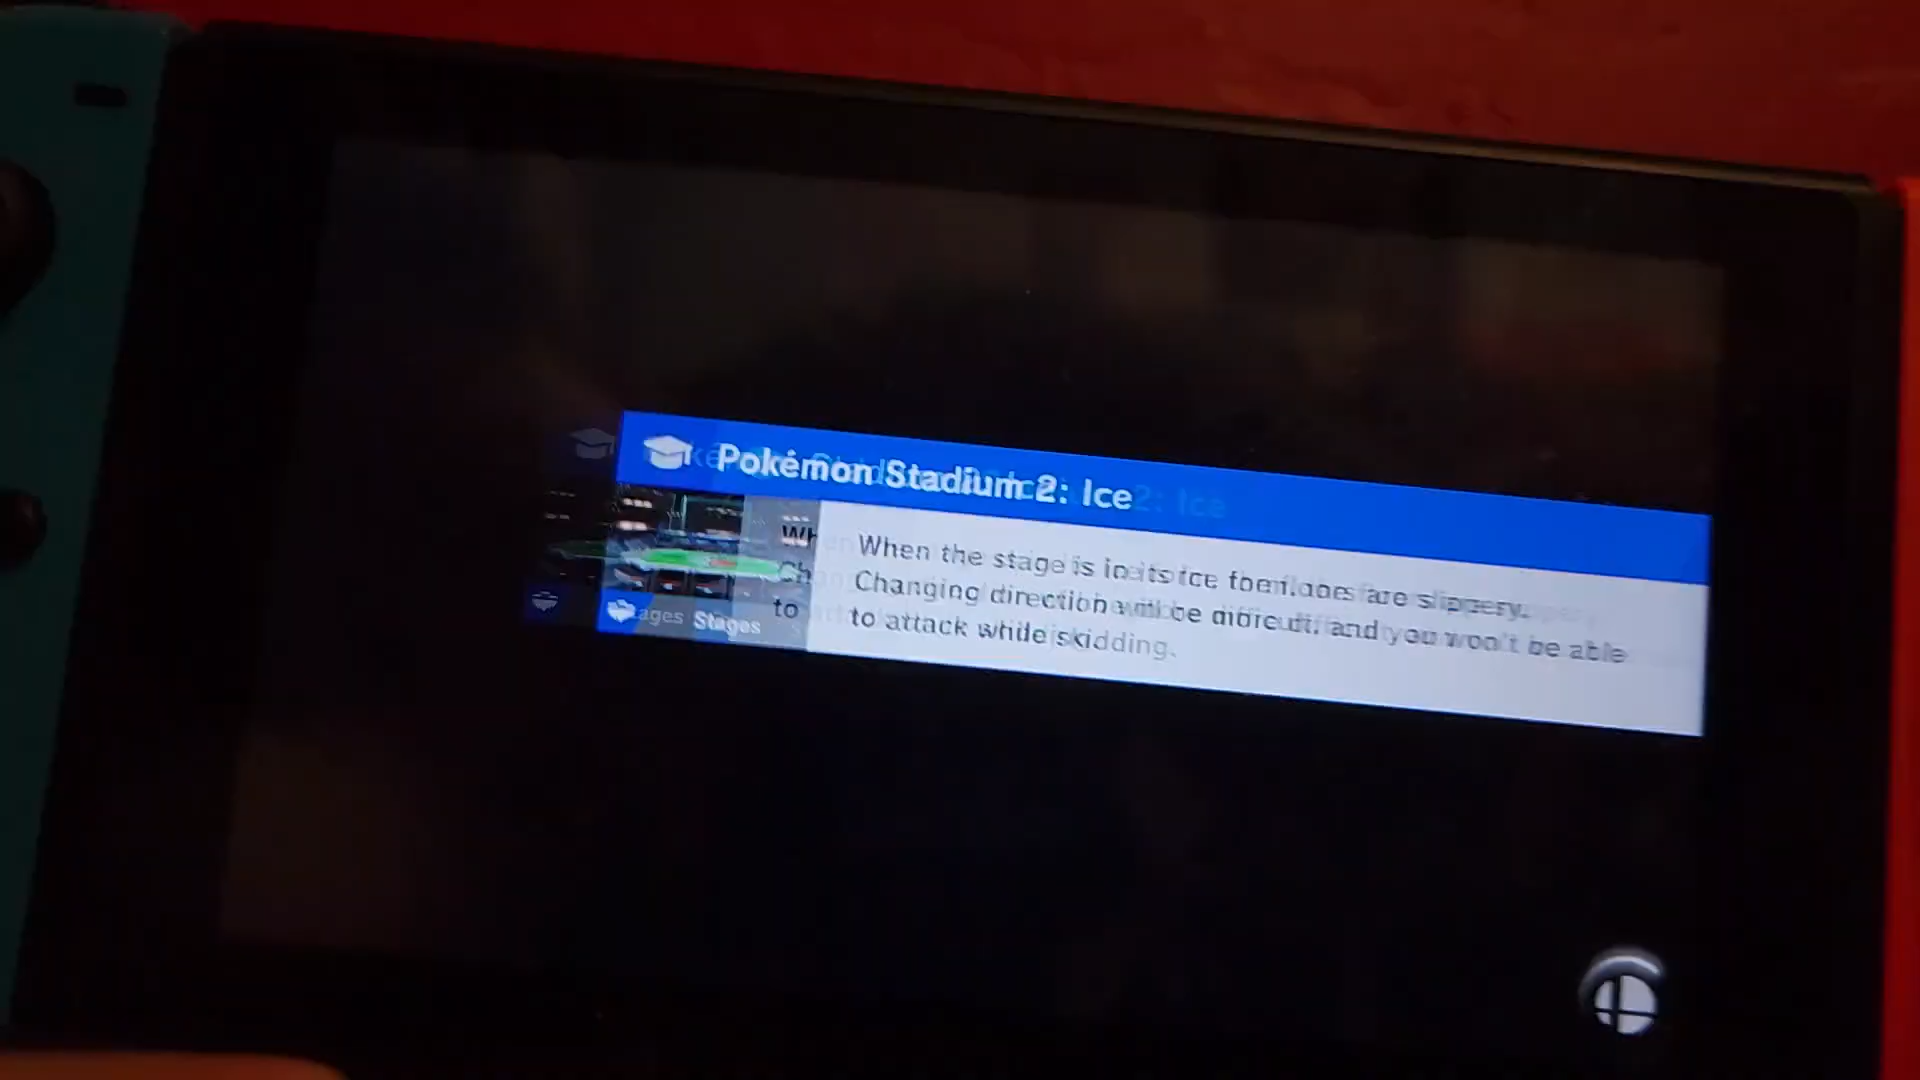 Pokémon Stadium 2: Ice
When the stage is in its Ice form, floors are slippery.
Changing direction will be difficult, and you won't be able
to attack while skidding.
Stages